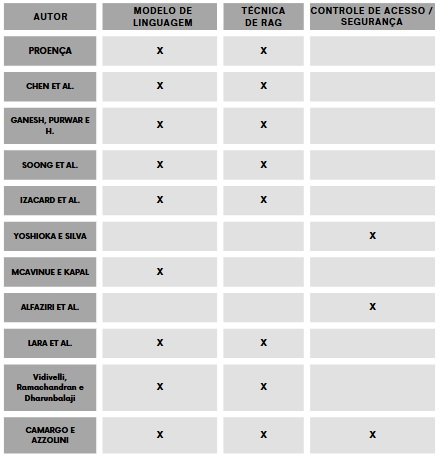 AUTOR MODELO DE LINGUAGEM TÉCNICA DE RAG CONTROLE DE ACESSO / SEGURANÇA
PROENÇA X X
CHEN ET AL. X X
GANESH, PURWAR E H. X X
SOONG ET AL. X X
IZACARD ET AL. X X
YOSHIOKA E SILVA X
MCAVINUE E KAPAL X
ALFAZIRI ET AL. X
LARA ET AL. X X
Vidivelli, Ramachandran e Dharunbalaji X X
CAMARGO E AZZOLINI X X X